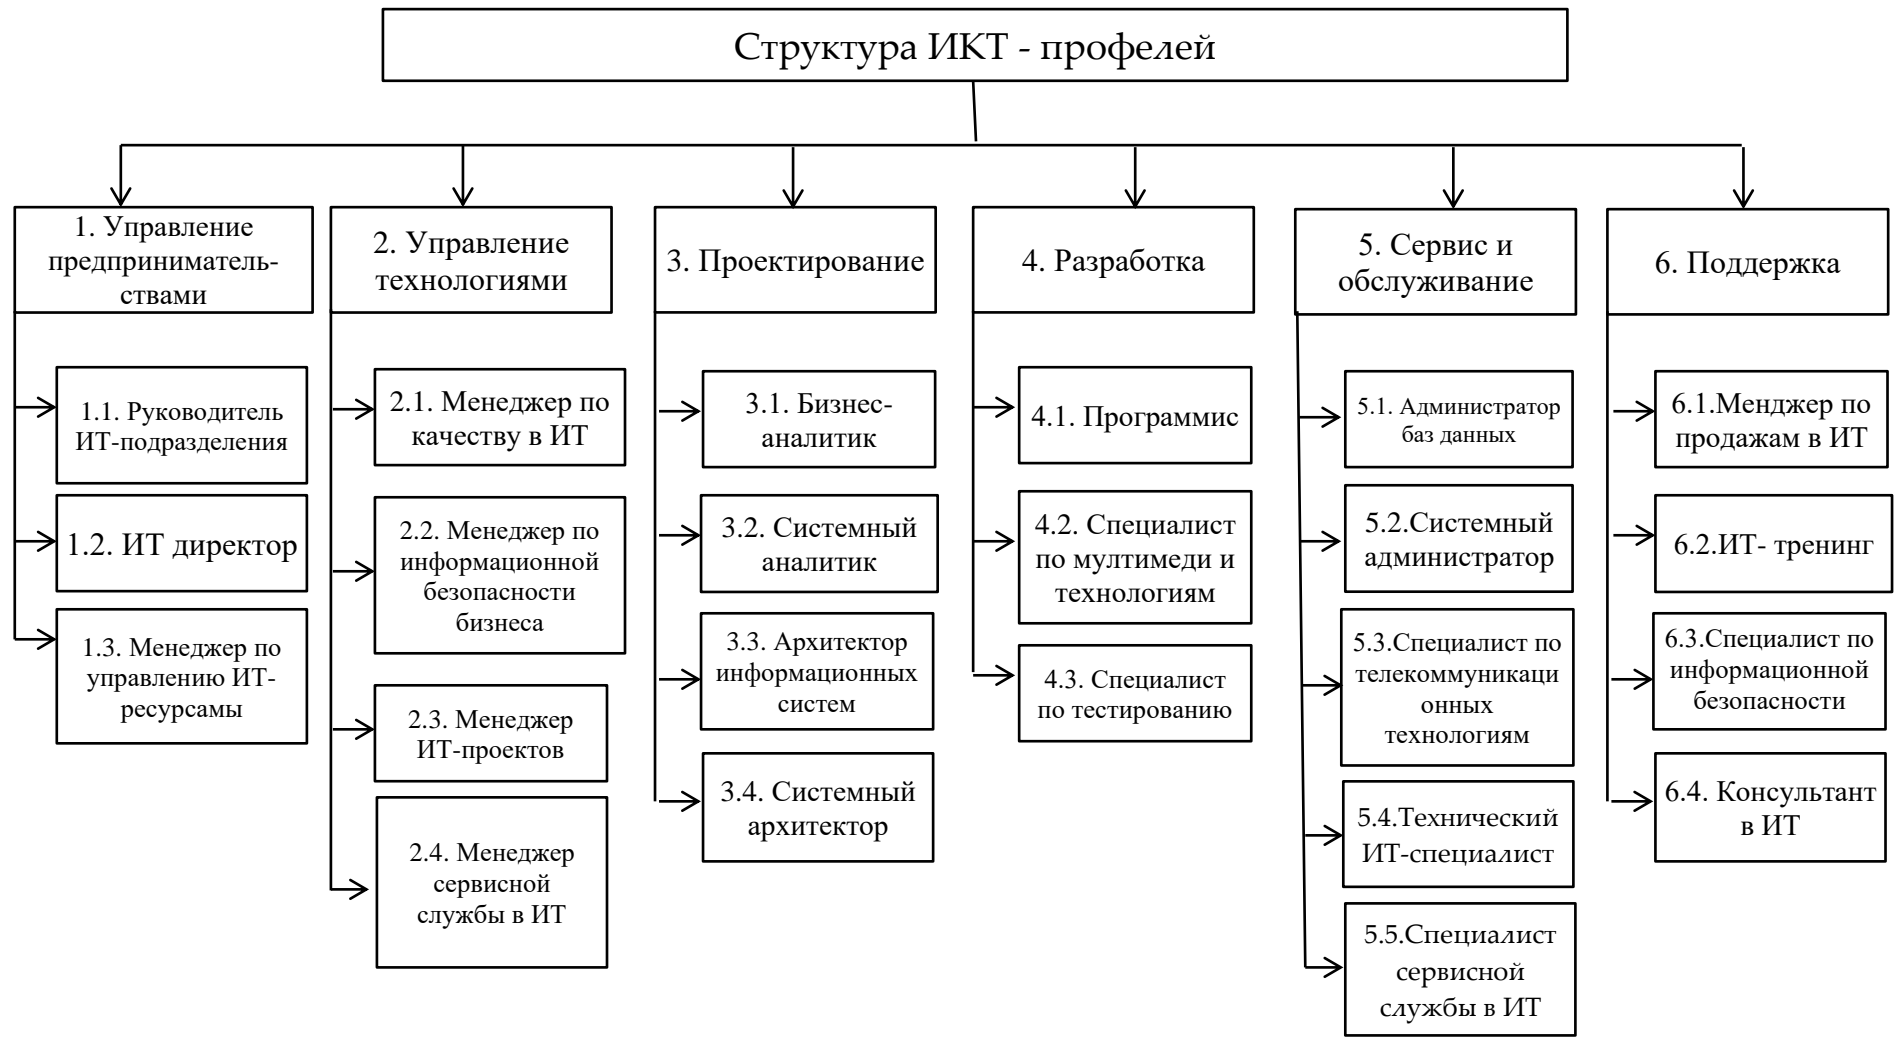 Структура ИКТ - профелей
1. Управление
предприниматель-
ствами
1.1. Руководитель
ИТ-подразделения
1.2. ИТ директор
1.3. Менеджер по
управлению ИТ-
ресурсамы
2. Управление
технологиями
2.1. Менеджер по
качеству в ИТ
2.2. Менеджер по
информационной
безопасности
бизнеса
2.3. Менеджер
ИТ-проектов
2.4. Менеджер
сервисной
службы в ИТ
3. Проектирование
3.1. Бизнес-
аналитик
3.2. Системный
аналитик
3.3. Архитектор
информационных
систем
3.4. Системный
архитектор
4. Разработка
4.1. Программис
4.2. Специалист
по мултимеди и
технологиям
4.3. Специалист
по тестированию
5. Сервис и
обслуживание
5.1. Администратор
баз данных
5.2.Системный
администратор
5.3.Специалист по
телекоммуникаци
онных
технологиям
5.4.Технический
ИТ-специалист
5.5.Специалист
сервисной
службы в ИТ
6. Поддержка
6.1.Менджер по
продажам в ИТ
6.2.ИТ- тренинг
6.3.Специалист по
информационной
безопасности
6.4. Консультант
в ИТ